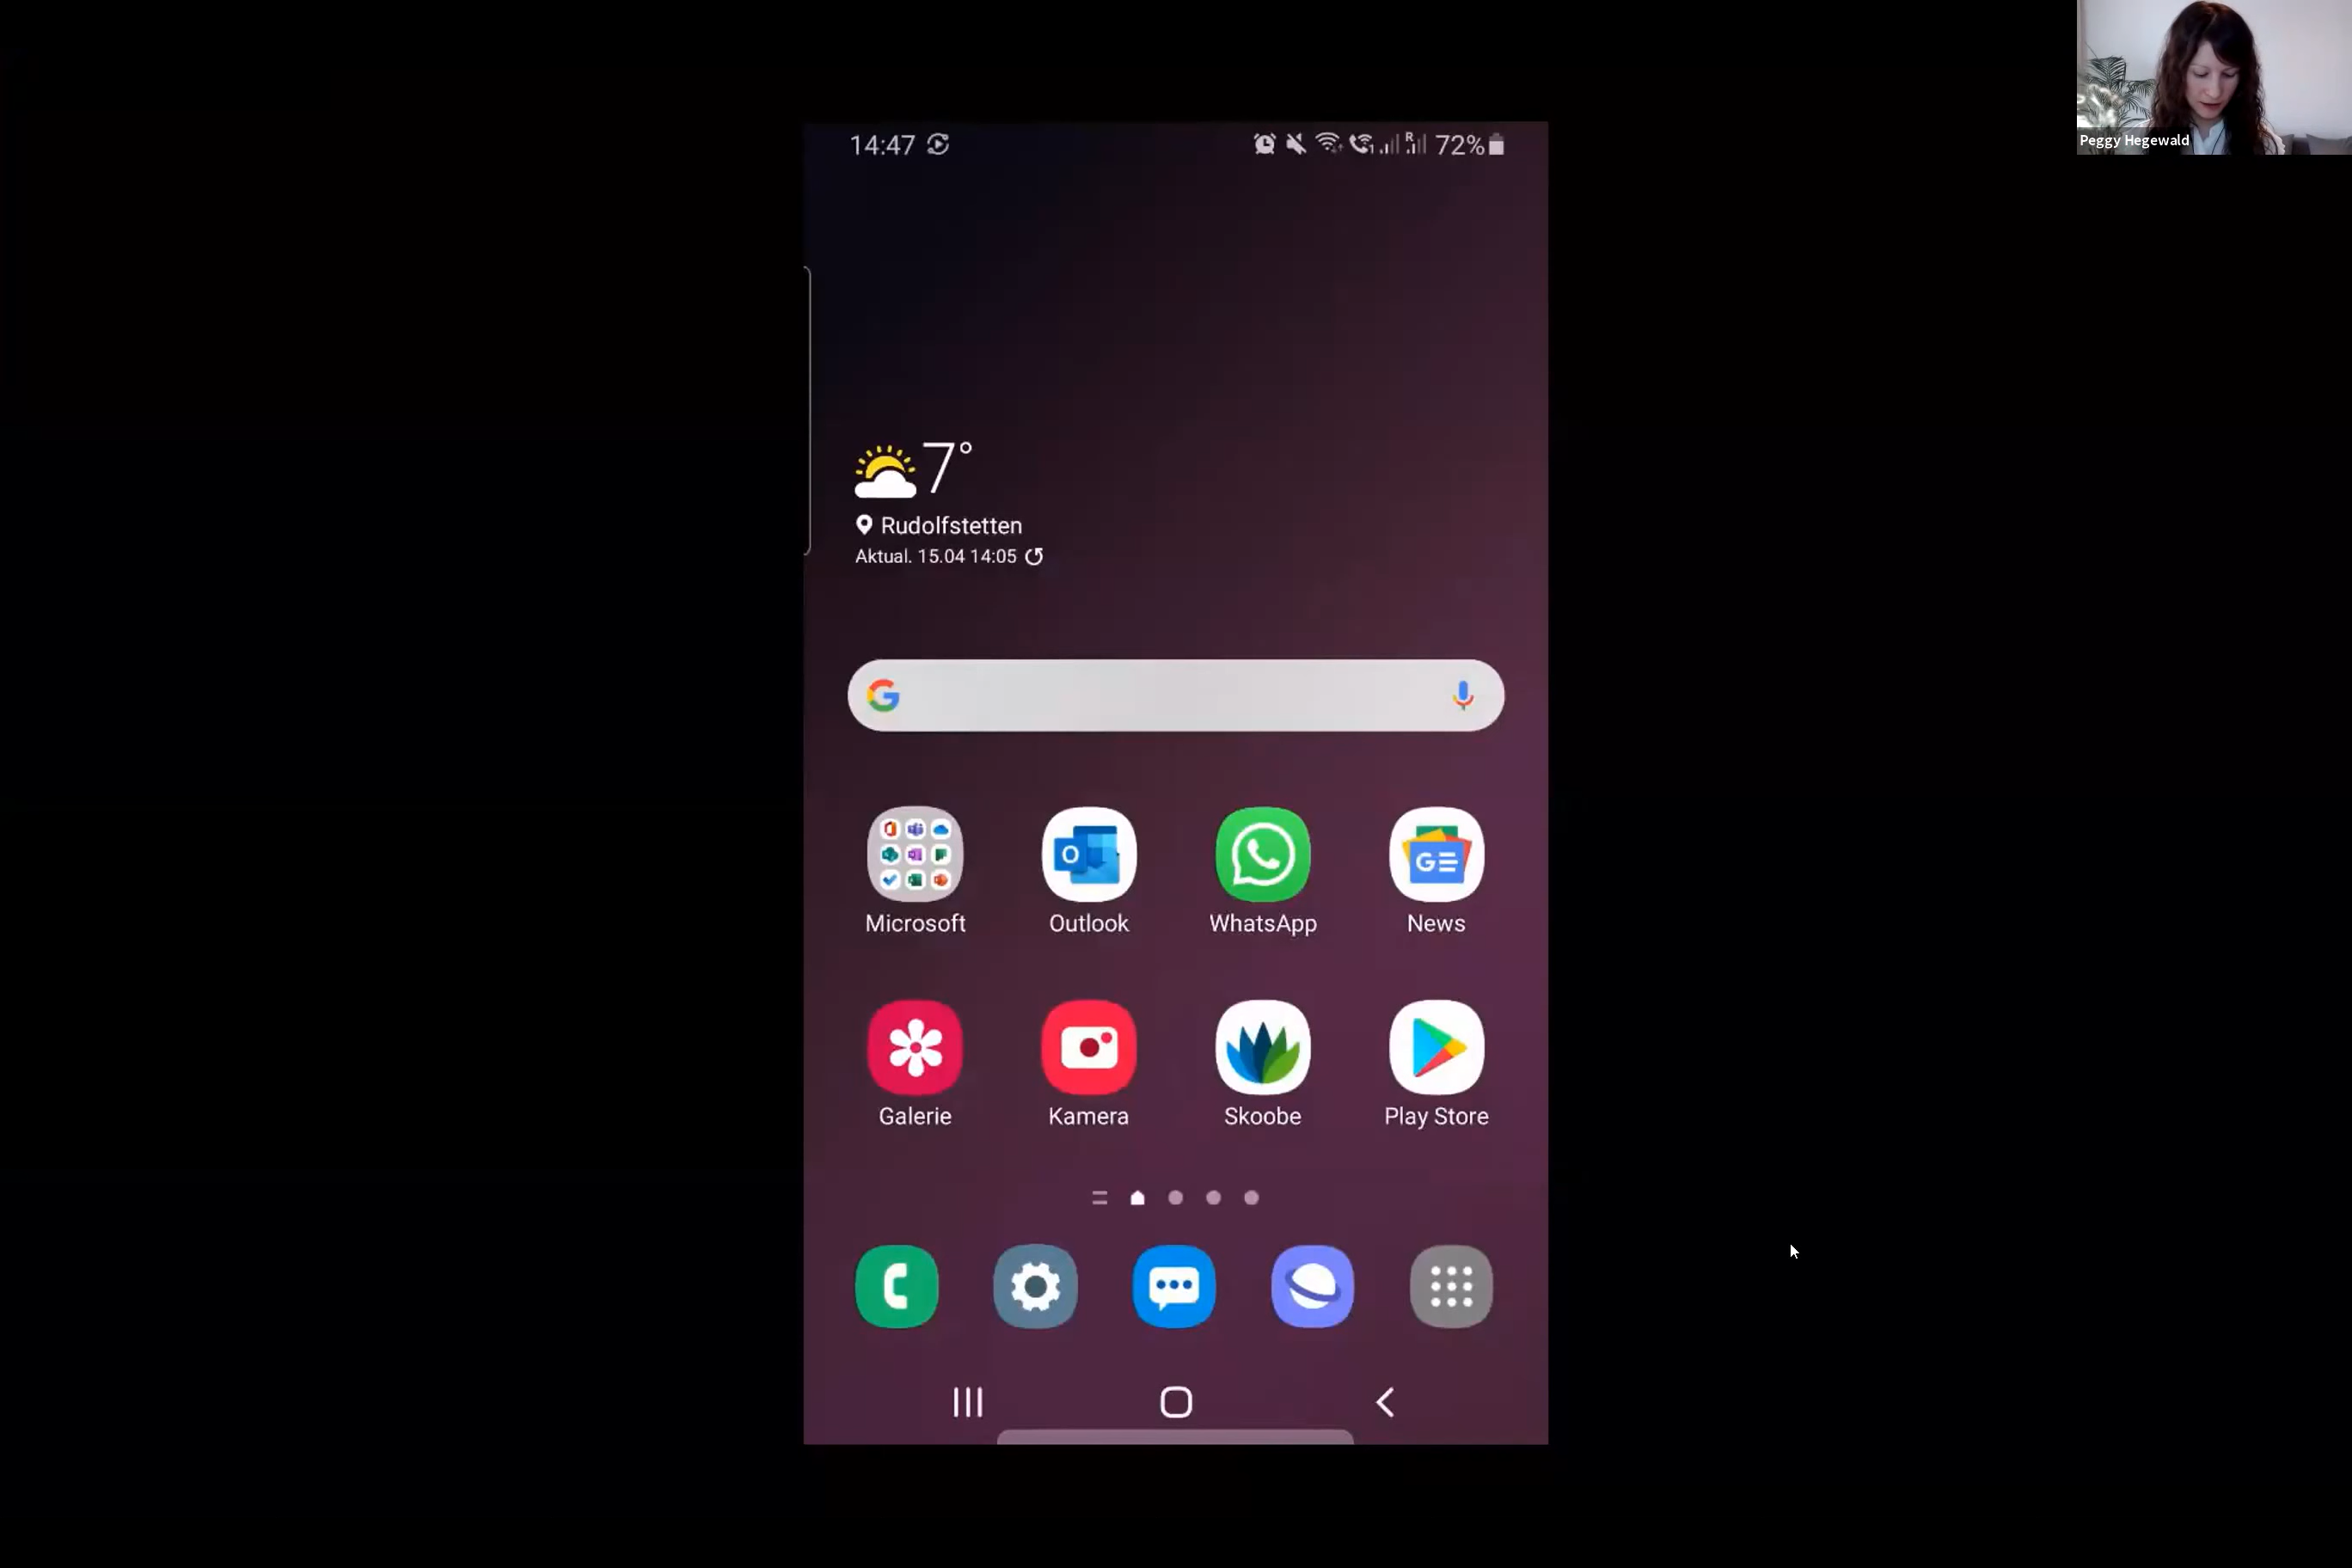 Peggy Hegewald
14:47
R
72%
7°
Rudolfstetten
Aktual. 15.04 14:05
Microsoft
Outlook
WhatsApp
News
Galerie
Kamera
Skoobe
Play Store